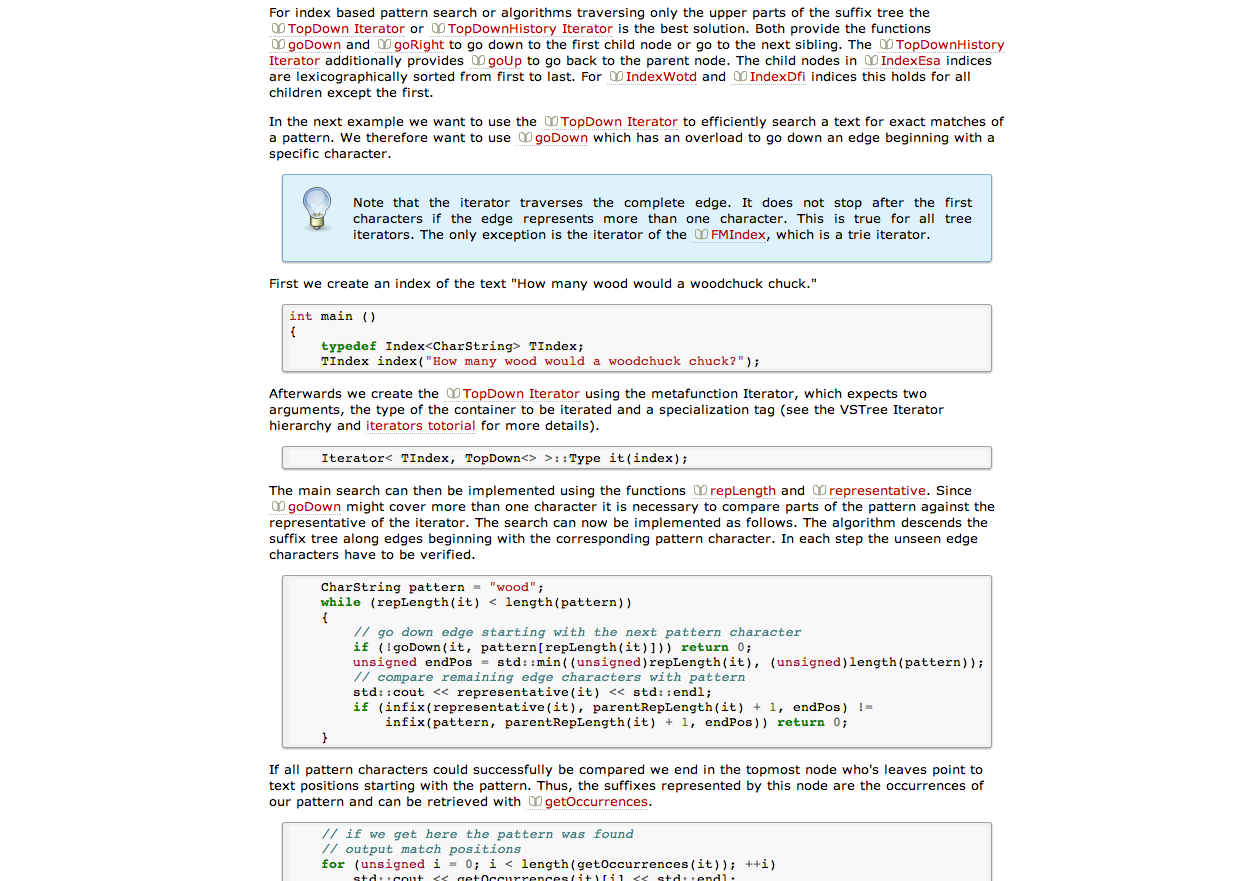 For index based pattern search or algorithms traversing only the upper parts of the suffix tree the
TopDown Iterator or TopDownHistory Iterator is the best solution. Both provide the functions
goDown and goRight to go down to the first child node or go to the next sibling. The TopDownHistory
Iterator additionally provides goUp to go back to the parent node. The child nodes in IndexEsa indices
are lexicographically sorted from first to last. For IndexWotd and IndexDfi indices this holds for all
children except the first.
In the next example we want to use the TopDown Iterator to efficiently search a text for exact matches of
a pattern. We therefore want to use goDown which has an overload to go down an edge beginning with a
specific character.
Note that the iterator traverses the complete edge. It does not stop after the first
characters if the edge represents more than one character. This is true for all tree
iterators. The only exception is the iterator of the FMIndex, which is a trie iterator.
First we create an index of the text "How many wood would a woodchuck chuck."
int main ()
{
    typedef Index<CharString> TIndex;
    TIndex index("How many wood would a woodchuck chuck?");
Afterwards we create the TopDown Iterator using the metafunction Iterator, which expects two
arguments, the type of the container to be iterated and a specialization tag (see the VSTree Iterator
hierarchy and iterators totorial for more details).
    Iterator< TIndex, TopDown<> >::Type it(index);
The main search can then be implemented using the functions repLength and representative. Since
goDown might cover more than one character it is necessary to compare parts of the pattern against the
representative of the iterator. The search can now be implemented as follows. The algorithm descends the
suffix tree along edges beginning with the corresponding pattern character. In each step the unseen edge
characters have to be verified.
    CharString pattern = "wood";
    while (repLength(it) < length(pattern))
    {
        // go down edge starting with the next pattern character
        if (!goDown(it, pattern[repLength(it)])) return 0;
        unsigned endPos = std::min((unsigned)repLength(it), (unsigned)length(pattern));
        // compare remaining edge characters with pattern
        std::cout << representative(it) << std::endl;
        if (infix(representative(it), parentRepLength(it) + 1, endPos) !=
            infix(pattern, parentRepLength(it) + 1, endPos)) return 0;
    }
If all pattern characters could successfully be compared we end in the topmost node who's leaves point to
text positions starting with the pattern. Thus, the suffixes represented by this node are the occurrences of
our pattern and can be retrieved with getOccurrences.
    // if we get here the pattern was found
    // output match positions
    for (unsigned i = 0; i < length(getOccurrences(it)); ++i)
        std::cout << getOccurrences(it)[i] << std::endl;